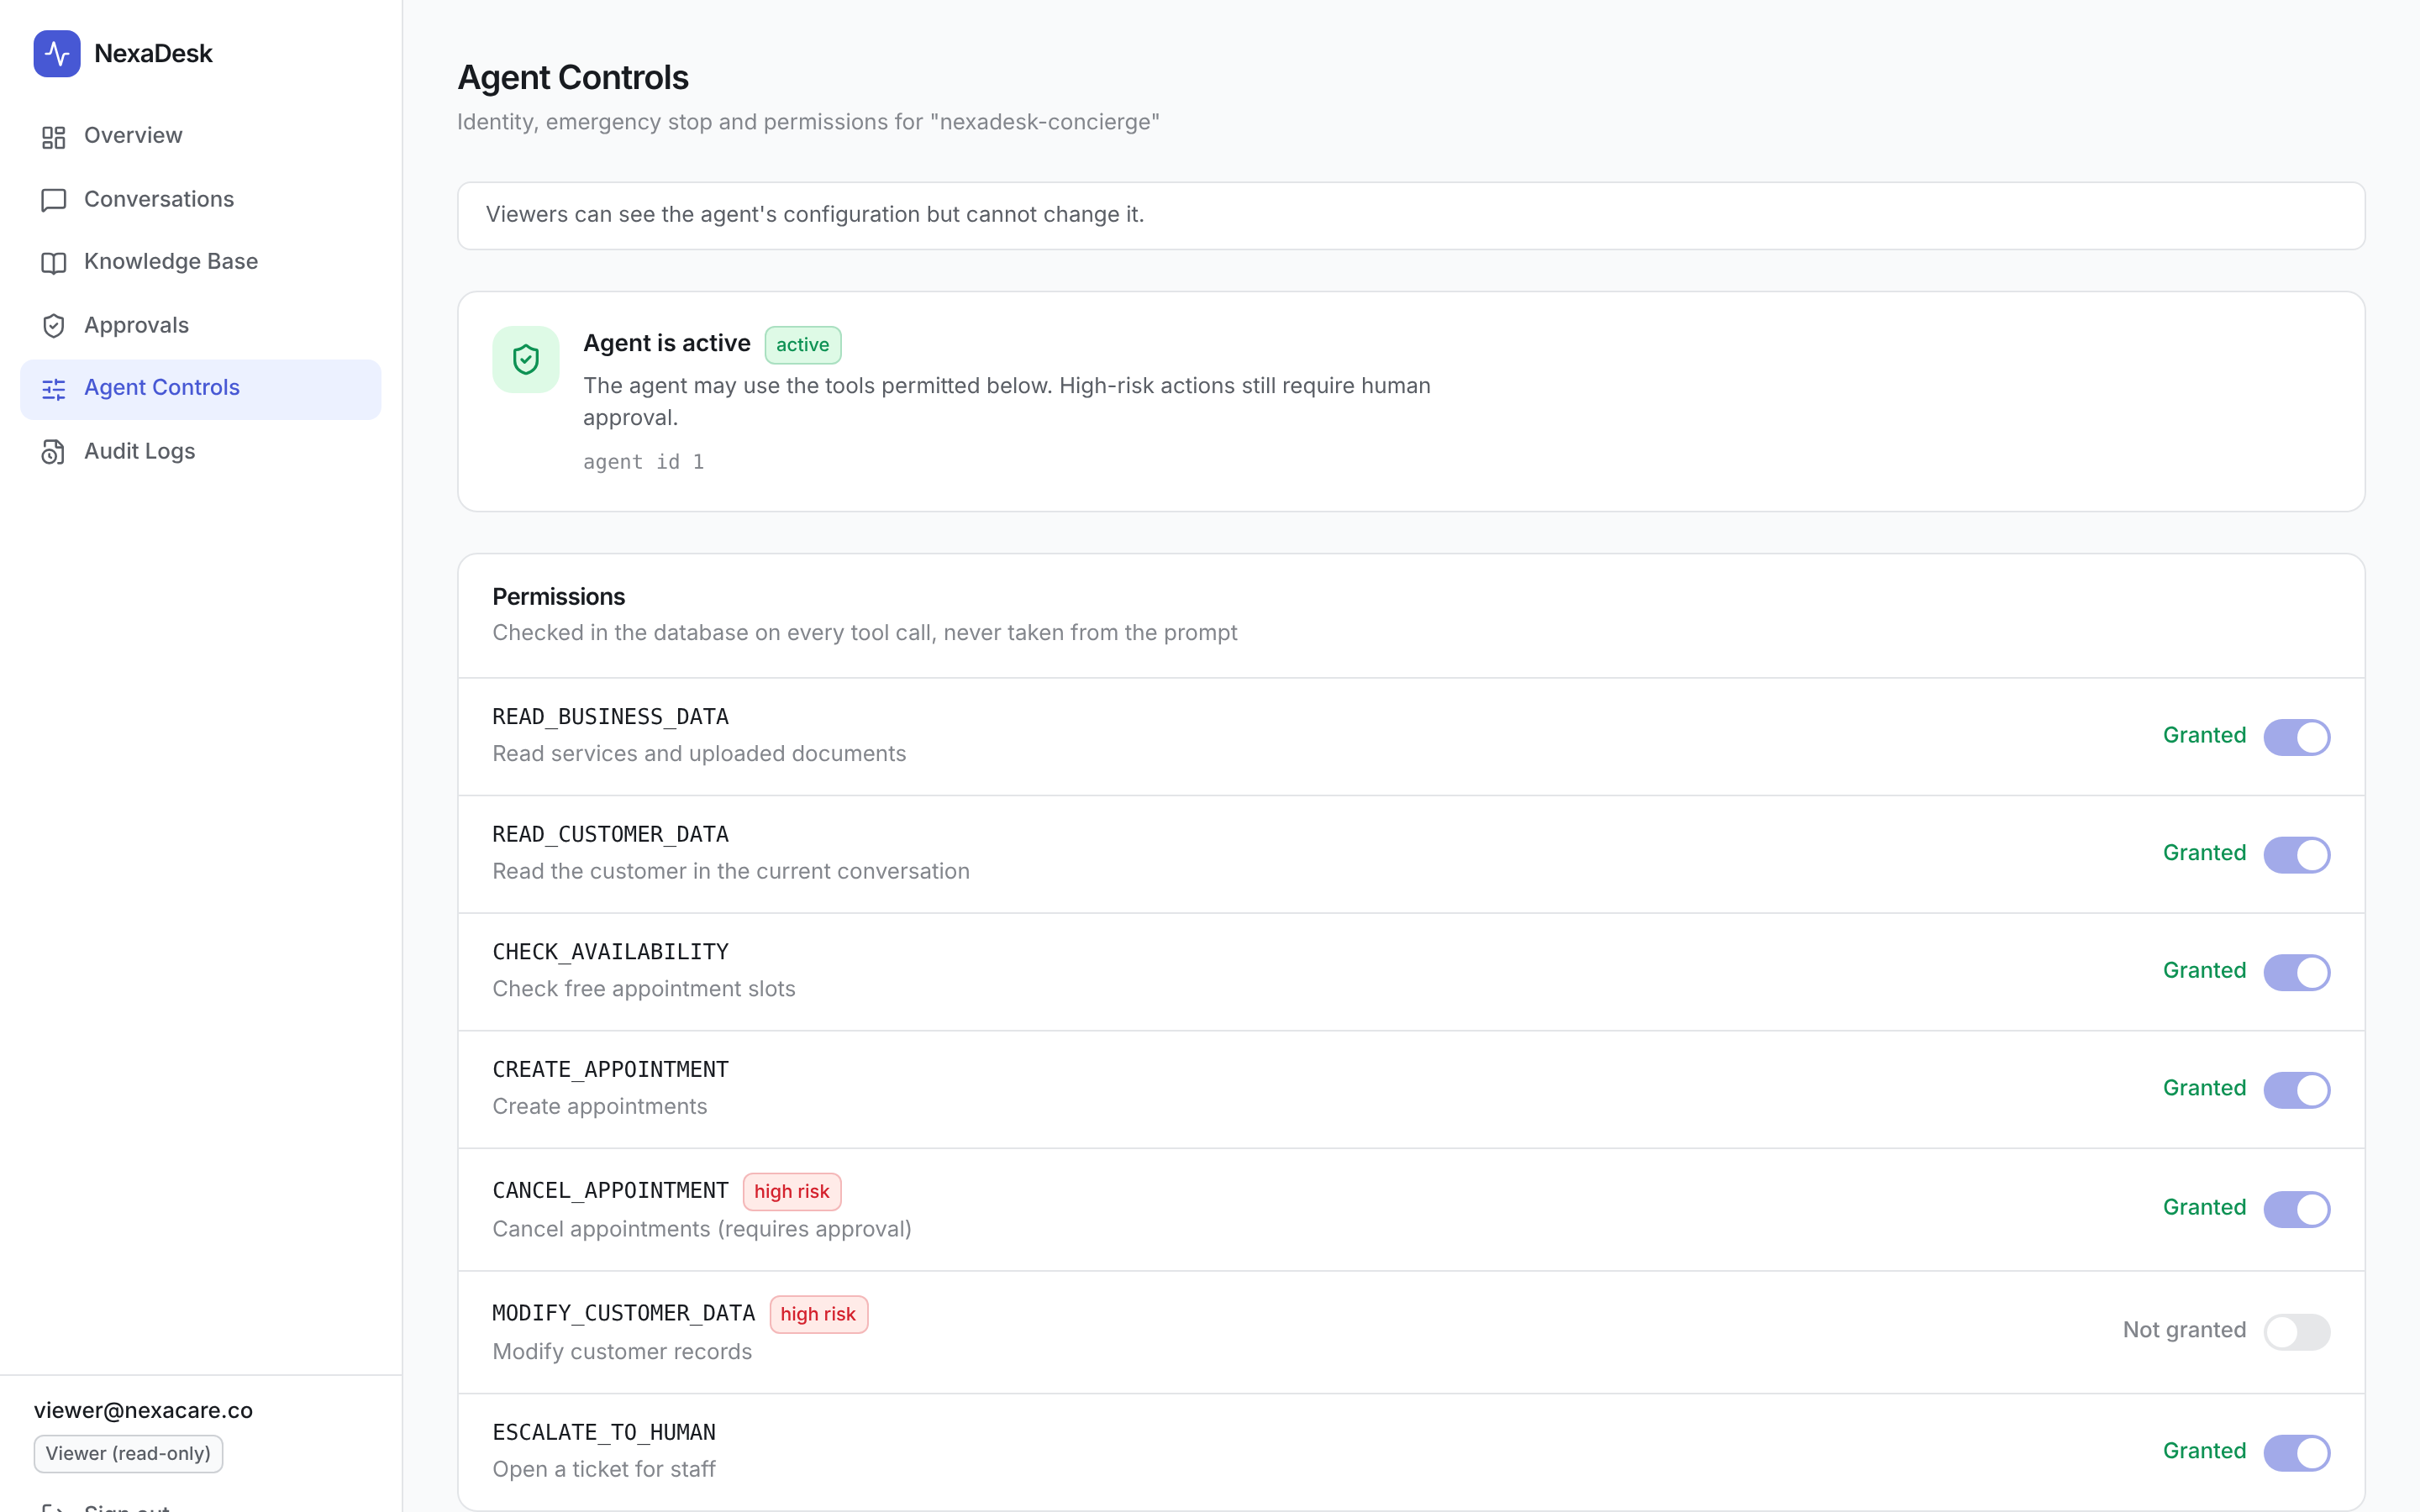 NexaDesk
Overview
Conversations
Knowledge Base
Approvals
Agent Controls
Audit Logs
viewer@nexacare.co
Viewer (read-only)
Sign out
Agent Controls
Identity, emergency stop and permissions for "nexadesk-concierge"
Viewers can see the agent's configuration but cannot change it.
Agent is active active
The agent may use the tools permitted below. High-risk actions still require human
approval.
agent id 1
Permissions
Checked in the database on every tool call, never taken from the prompt
READ_BUSINESS_DATA
Read services and uploaded documents
Granted
READ_CUSTOMER_DATA
Read the customer in the current conversation
Granted
CHECK_AVAILABILITY
Check free appointment slots
Granted
CREATE_APPOINTMENT
Create appointments
Granted
CANCEL_APPOINTMENT high risk
Cancel appointments (requires approval)
Granted
MODIFY_CUSTOMER_DATA high risk
Modify customer records
Not granted
ESCALATE_TO_HUMAN
Open a ticket for staff
Granted